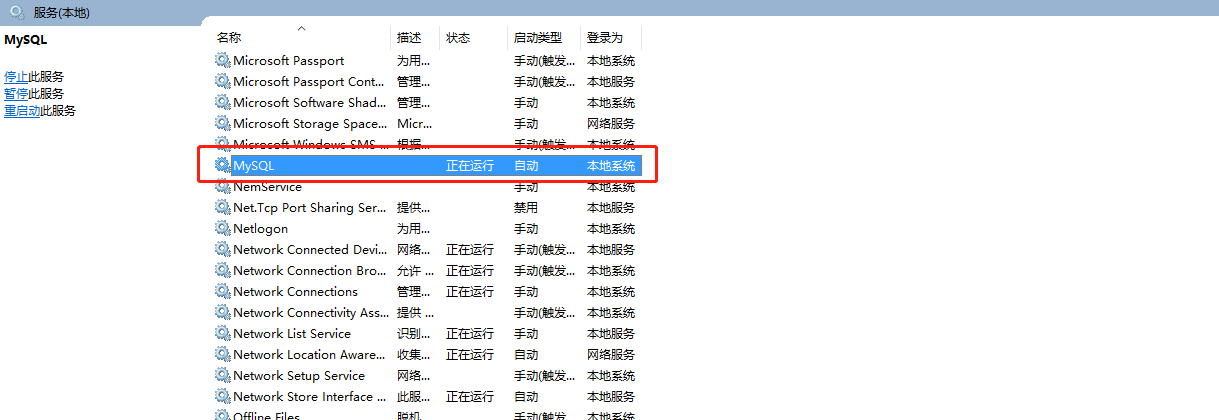 服务(本地)
MySQL
停止此服务
暂停此服务
重启动此服务
名称 描述 状态 启动类型 登录为
Microsoft Passport 为用... 手动(触发... 本地系统
Microsoft Passport Cont... 管理... 手动(触发... 本地服务
Microsoft Software Shad... 管理... 手动 本地系统
Microsoft Storage Space... Micr... 手动 网络服务
Microsoft Windows SMS ... 根据... 手动(触发... 本地系统
MySQL 正在运行 自动 本地系统
NemService 手动 本地系统
Net.Tcp Port Sharing Ser... 提供... 禁用 本地服务
Netlogon 为用... 手动 本地系统
Network Connected Devi... 网络... 正在运行 手动(触发... 本地服务
Network Connection Bro... 允许 ... 正在运行 手动(触发... 本地系统
Network Connections 管理... 正在运行 手动 本地系统
Network Connectivity Ass... 提供 ... 手动(触发... 本地系统
Network List Service 识别... 正在运行 手动 本地服务
Network Location Aware... 收集... 正在运行 自动 网络服务
Network Setup Service 网络... 手动(触发... 本地系统
Network Store Interface ... 此服... 正在运行 自动 本地服务
Offline Files 脱机... 手动(触发... 本地系统